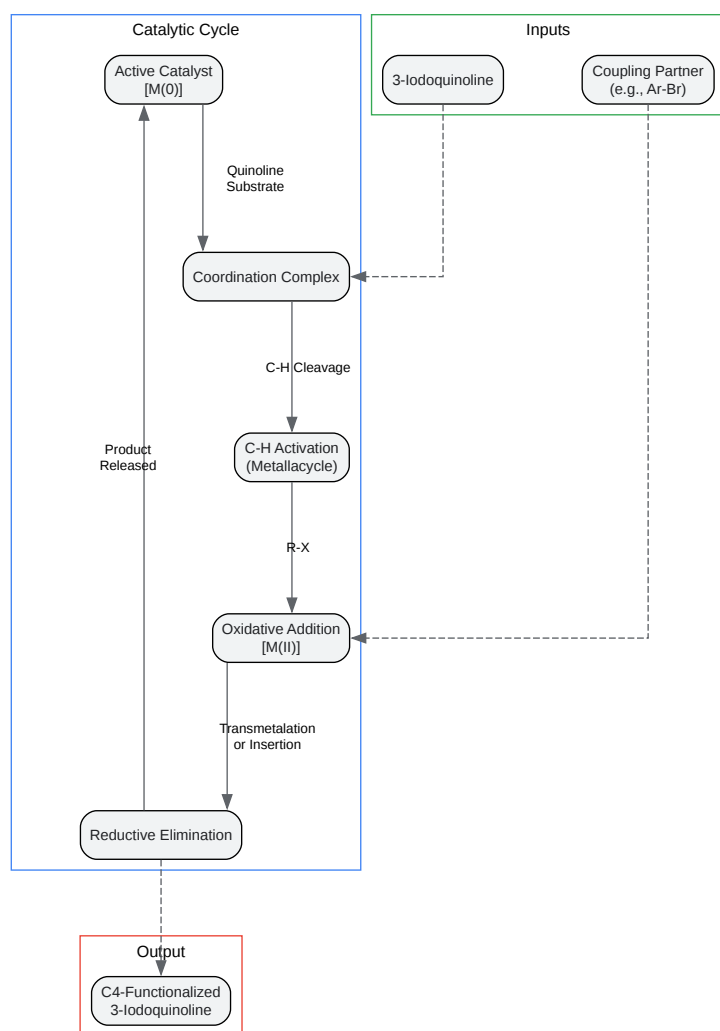 Catalytic Cycle
Inputs
Active Catalyst
[M(0)]
3-Iodoquinoline
Coupling Partner
(e.g., Ar-Br)
Quinoline
Substrate
Coordination Complex
C-H Cleavage
C-H Activation
(Metallacycle)
Product
Released
R-X
Oxidative Addition
[M(II)]
Transmetalation
or Insertion
Reductive Elimination
Output
C4-Functionalized
3-Iodoquinoline